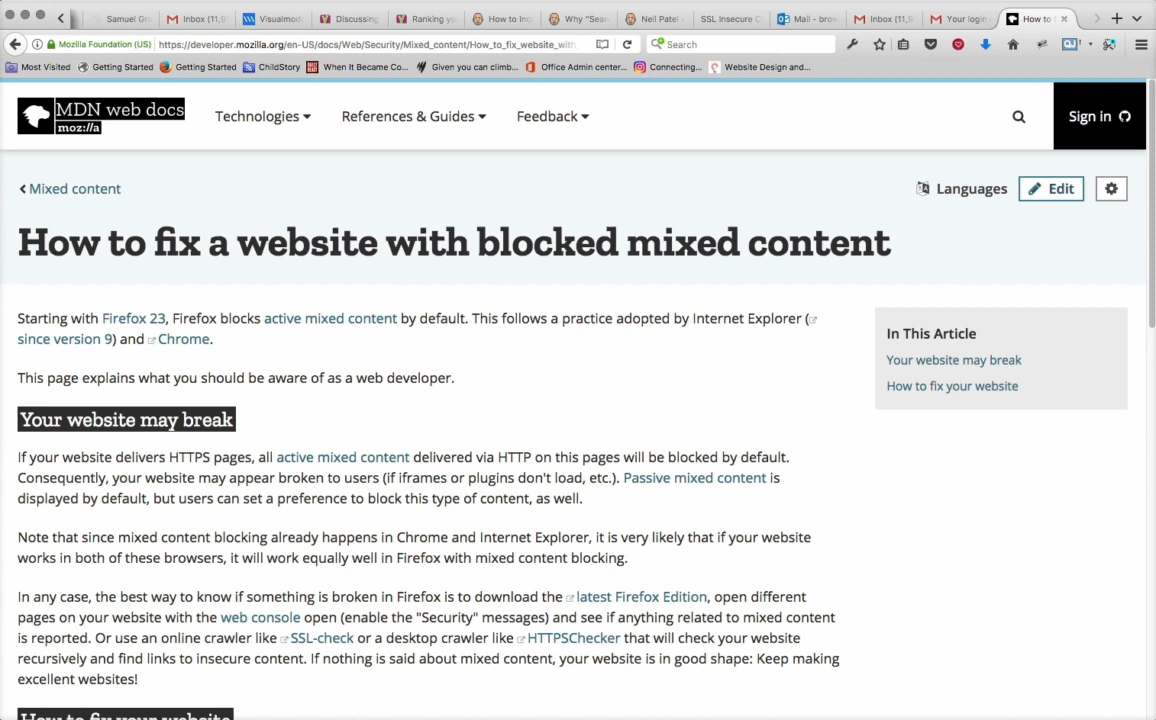 Samuel Gr
Inbox (11,9
Visualmod
Discussing
Ranking yo
How to Inc
Why "Sear
Neil Patel
SSL Insecure C
Mail - brow
Inbox (11,9
Your login
How to f
Mozilla Foundation (US)
https://developer.mozilla.org/en-US/docs/Web/Security/Mixed_content/How_to_fix_website_with_
Search
Most Visited
Getting Started
Getting Started
ChildStory
When It Became Co...
Given you can climb...
Office Admin center...
Connecting...
Website Design and...
MDN web docs
moz://a
Technologies
References & Guides
Feedback
Sign in
Mixed content
Languages
Edit
How to fix a website with blocked mixed content
Starting with Firefox 23, Firefox blocks active mixed content by default. This follows a practice adopted by Internet Explorer (
since version 9) and Chrome.
This page explains what you should be aware of as a web developer.
In This Article
Your website may break
How to fix your website
Your website may break
If your website delivers HTTPS pages, all active mixed content delivered via HTTP on this pages will be blocked by default.
Consequently, your website may appear broken to users (if iframes or plugins don't load, etc.). Passive mixed content is
displayed by default, but users can set a preference to block this type of content, as well.
Note that since mixed content blocking already happens in Chrome and Internet Explorer, it is very likely that if your website
works in both of these browsers, it will work equally well in Firefox with mixed content blocking.
In any case, the best way to know if something is broken in Firefox is to download the latest Firefox Edition, open different
pages on your website with the web console open (enable the "Security" messages) and see if anything related to mixed content
is reported. Or use an online crawler like SSL-check or a desktop crawler like HTTPSChecker that will check your website
recursively and find links to insecure content. If nothing is said about mixed content, your website is in good shape: Keep making
excellent websites!
How to fix your website